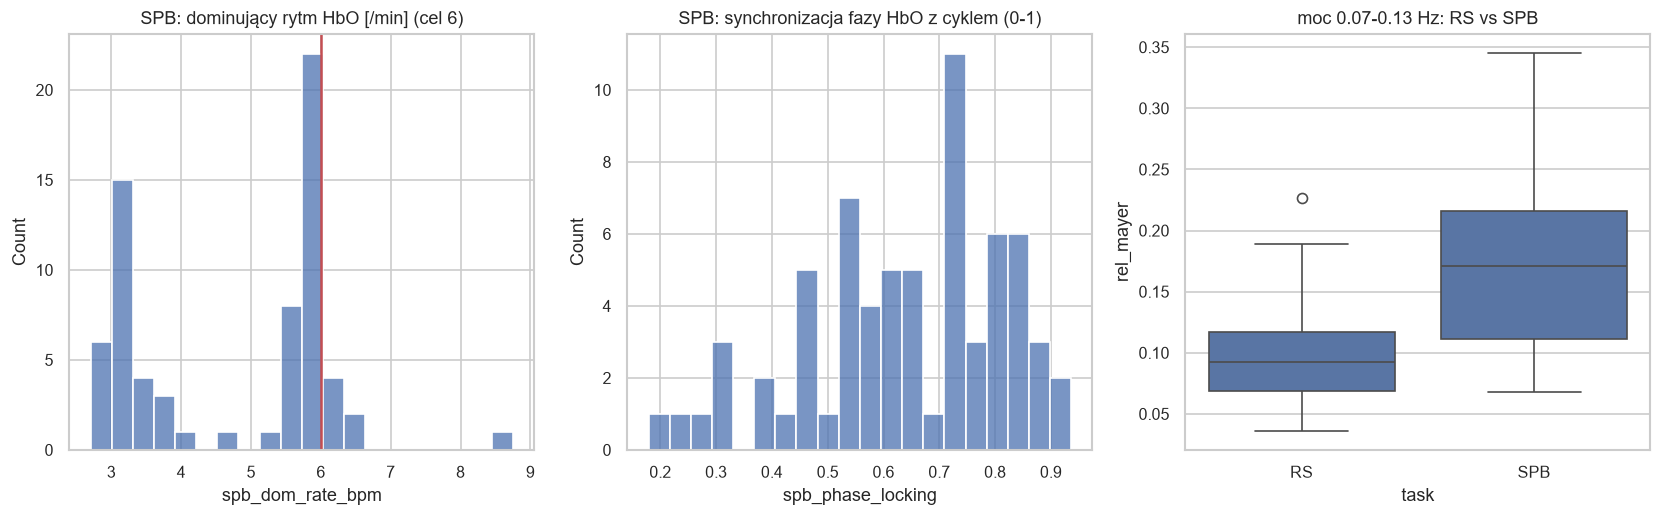 SPB: dominujący rytm HbO [/min] (cel 6)
Count
20
15
10
5
0
3 4 5 6 7 8 9
spb_dom_rate_bpm
SPB: synchronizacja fazy HbO z cyklem (0-1)
Count
10
8
6
4
2
0
0.2 0.3 0.4 0.5 0.6 0.7 0.8 0.9
spb_phase_locking
moc 0.07-0.13 Hz: RS vs SPB
rel_mayer
0.35
0.30
0.25
0.20
0.15
0.10
0.05
RS SPB
task